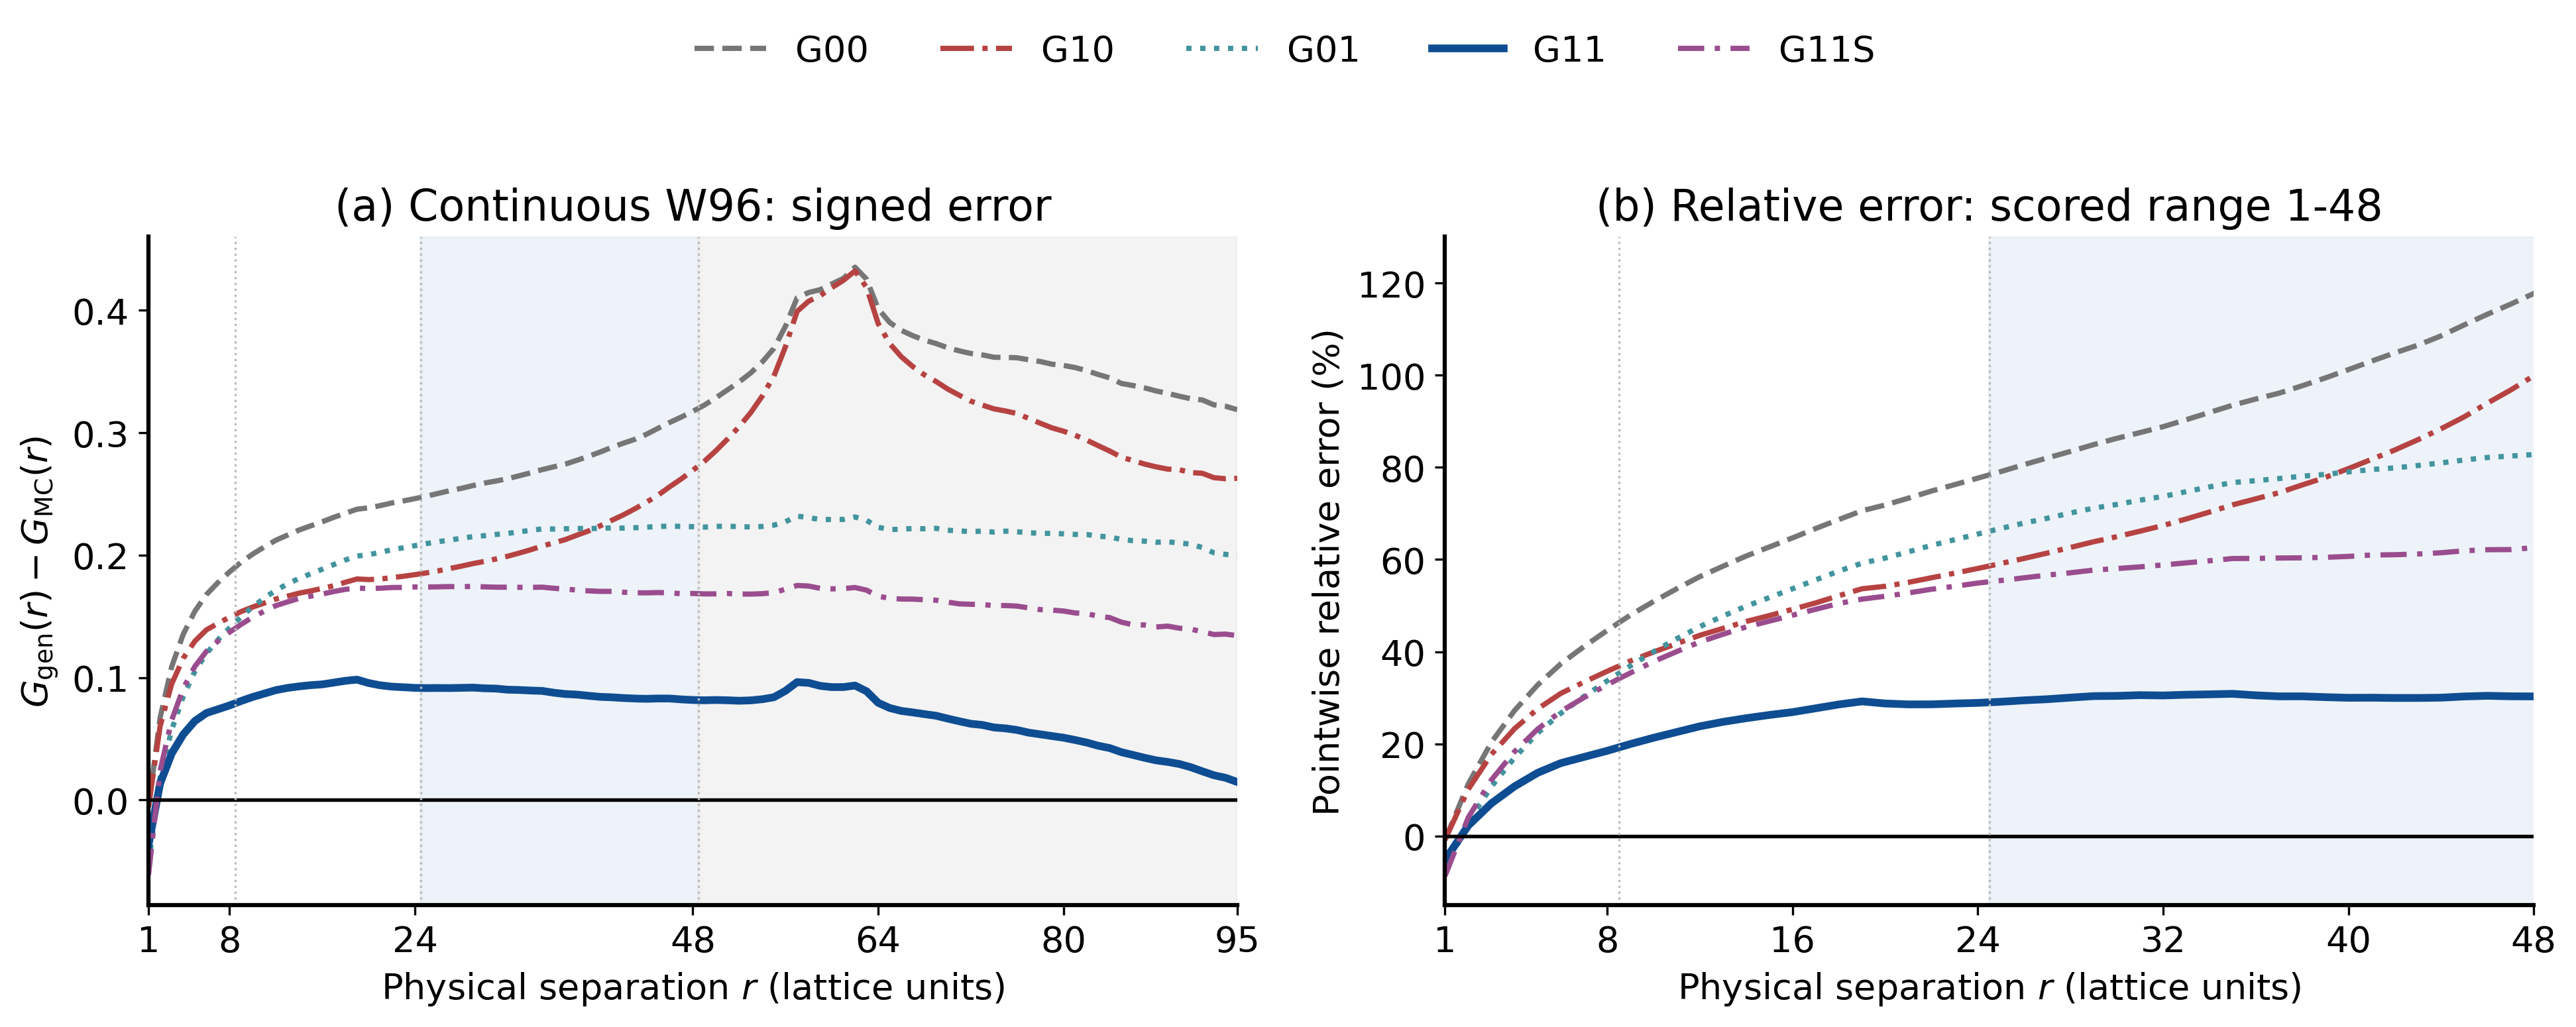 G00 G10 G01 G11 G11S
(a) Continuous W96: signed error
G_gen(r) − G_MC(r)
0.4
0.3
0.2
0.1
0.0
1 8 24 48 64 80 95
Physical separation r (lattice units)
(b) Relative error: scored range 1-48
Pointwise relative error (%)
120
100
80
60
40
20
0
1 8 16 24 32 40 48
Physical separation r (lattice units)